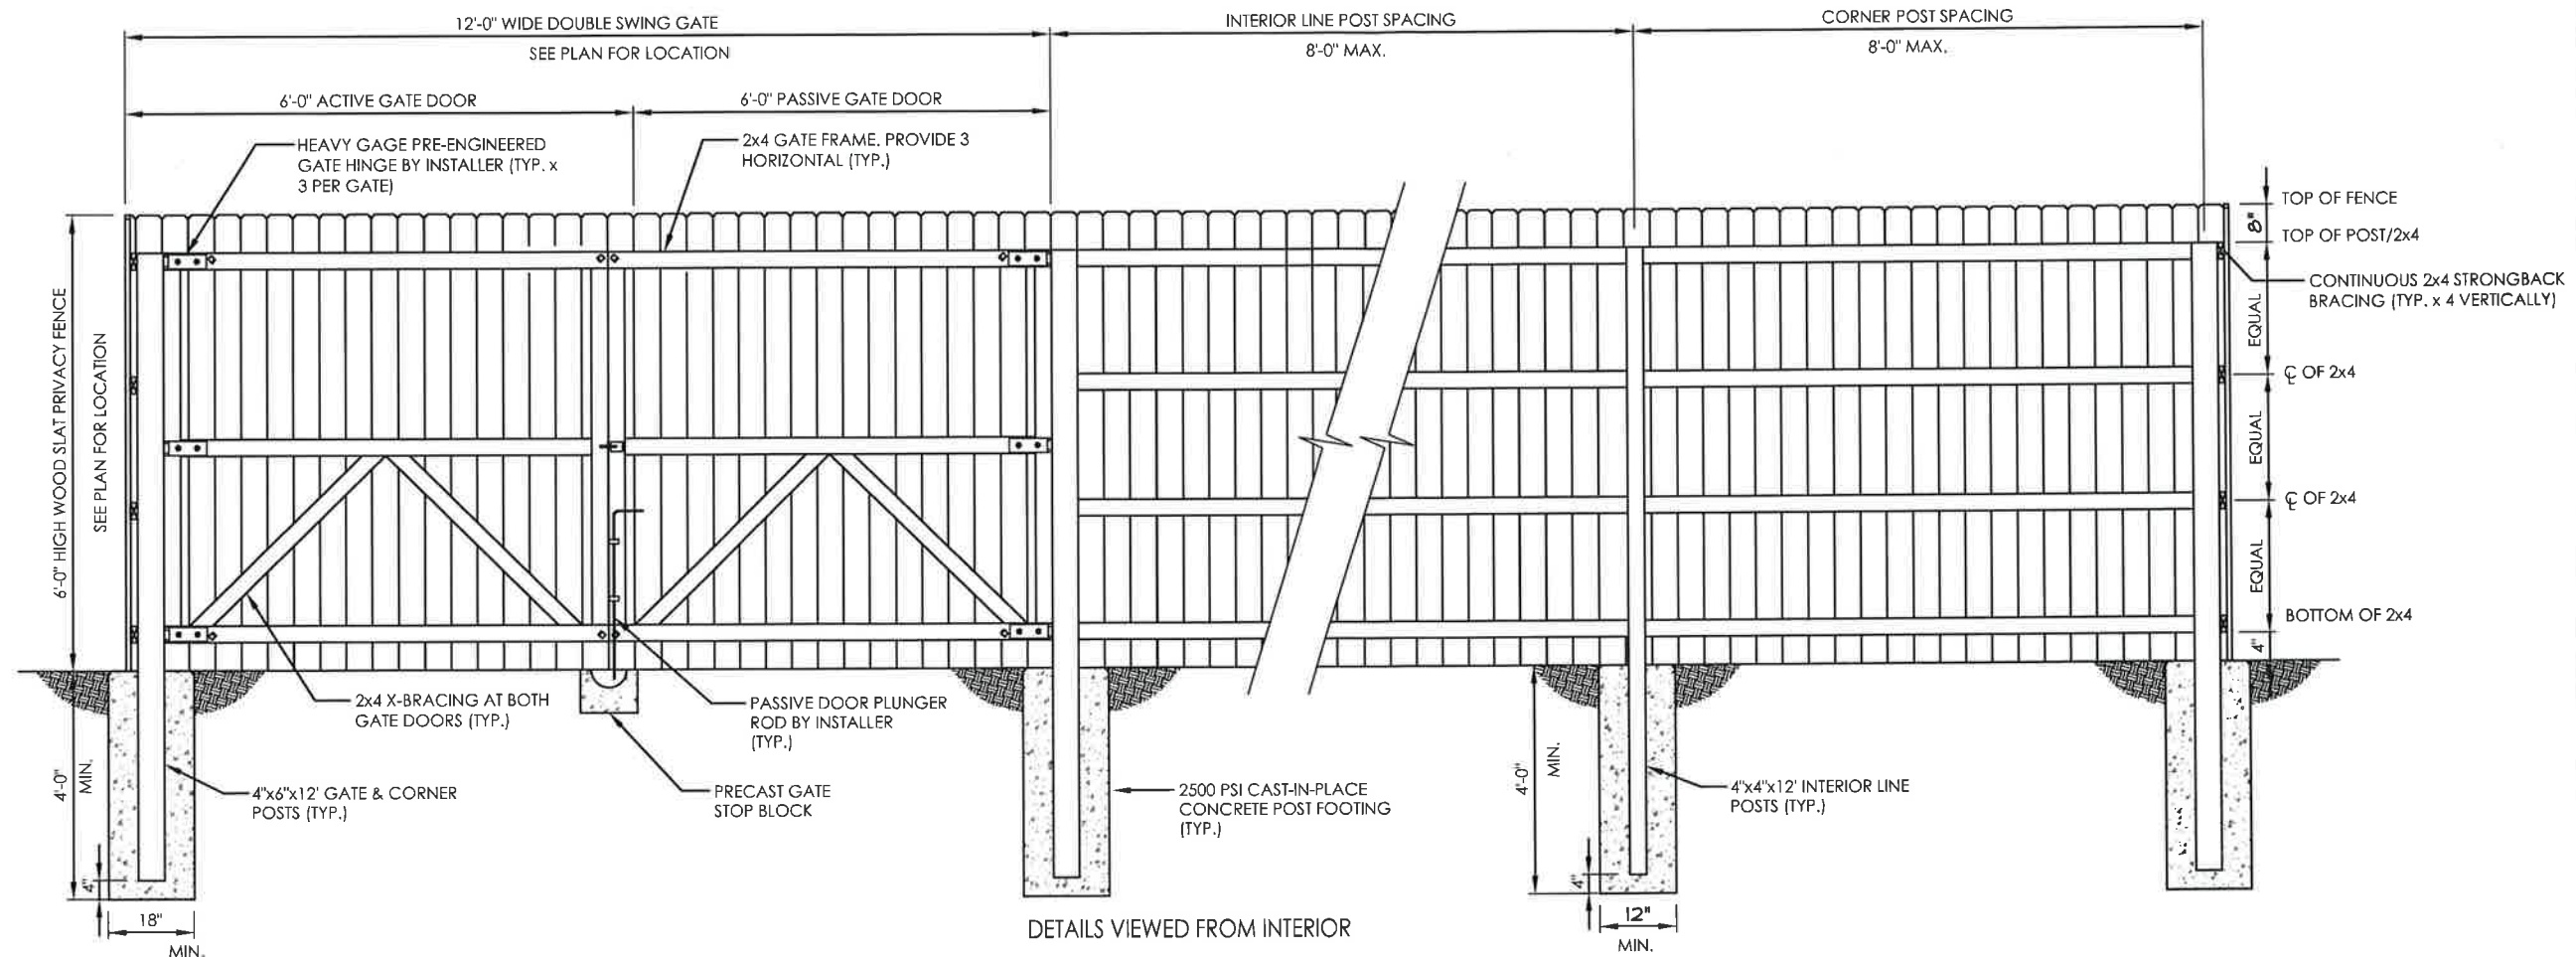 12'-0" WIDE DOUBLE SWING GATE
SEE PLAN FOR LOCATION
INTERIOR LINE POST SPACING
8'-0" MAX.
CORNER POST SPACING
8'-0" MAX.
6'-0" ACTIVE GATE DOOR
6'-0" PASSIVE GATE DOOR
HEAVY GAGE PRE-ENGINEERED
GATE HINGE BY INSTALLER (TYP. x
3 PER GATE)
2x4 GATE FRAME. PROVIDE 3
HORIZONTAL (TYP.)
6'-0" HIGH WOOD SLAT PRIVACY FENCE
SEE PLAN FOR LOCATION
8"
TOP OF FENCE
TOP OF POST/2x4
CONTINUOUS 2x4 STRONGBACK
BRACING (TYP. x 4 VERTICALLY)
EQUAL
℄ OF 2x4
EQUAL
℄ OF 2x4
EQUAL
BOTTOM OF 2x4
4"
2x4 X-BRACING AT BOTH
GATE DOORS (TYP.)
PASSIVE DOOR PLUNGER
ROD BY INSTALLER
(TYP.)
4'-0"
MIN.
4"x6"x12' GATE & CORNER
POSTS (TYP.)
PRECAST GATE
STOP BLOCK
2500 PSI CAST-IN-PLACE
CONCRETE POST FOOTING
(TYP.)
4'-0"
MIN.
4"x4"x12' INTERIOR LINE
POSTS (TYP.)
4"
4"
18"
MIN.
12"
MIN.
DETAILS VIEWED FROM INTERIOR